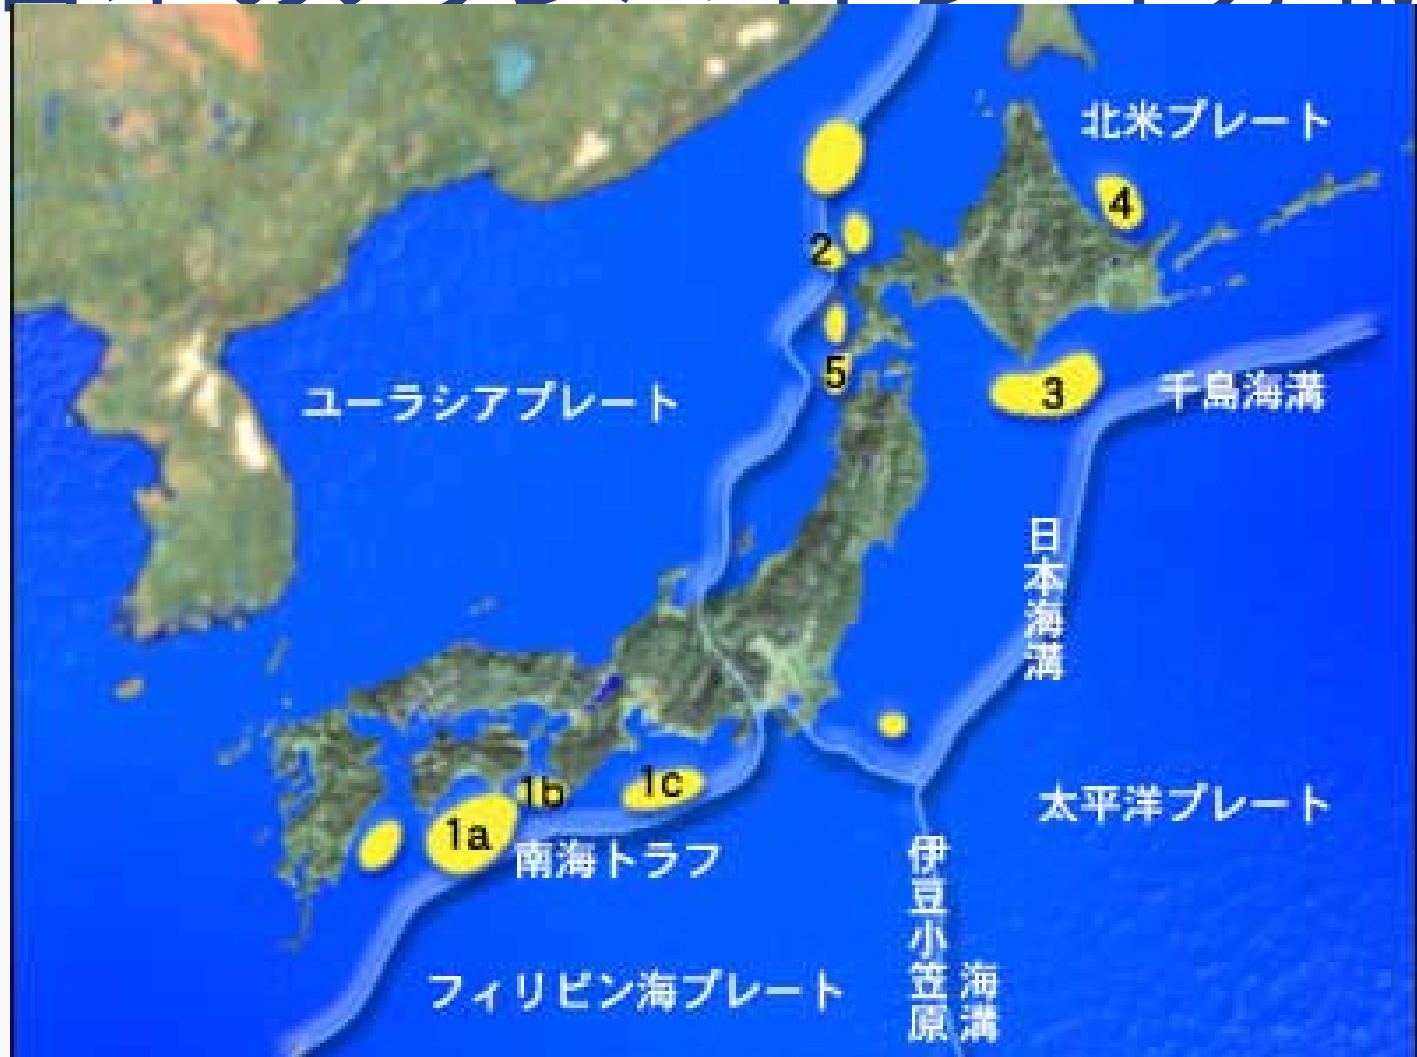 北米プレート
4
2
ユーラシアプレート
5
3
千島海溝
日本海溝
1b
1c
1a
南海トラフ
太平洋プレート
伊豆小笠原
海溝
フィリピン海プレート